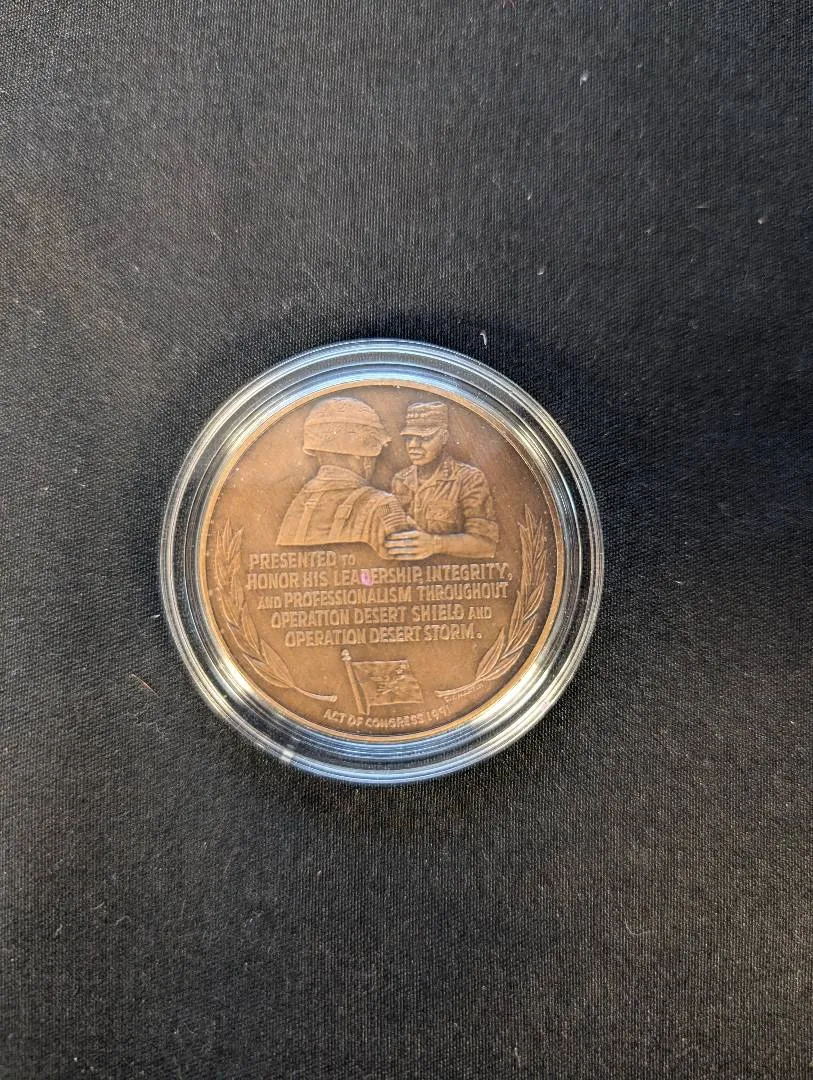 PRESENTED TO
HONOR HIS LEADERSHIP, INTEGRITY,
AND PROFESSIONALISM THROUGHOUT
OPERATION DESERT SHIELD AND
OPERATION DESERT STORM.
ACT OF CONGRESS 1991